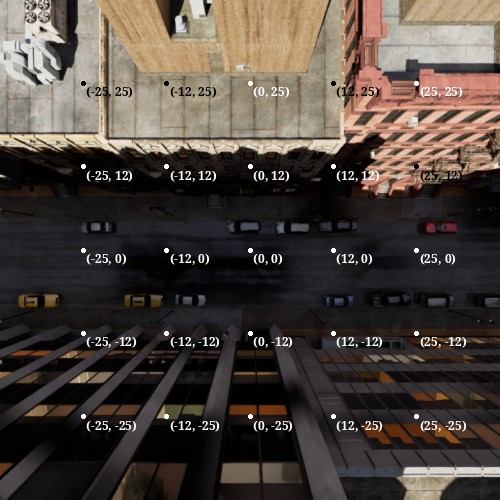 (-25, 25) (-12, 25) (0, 25) (12, 25) (25, 25)
(-25, 12) (-12, 12) (0, 12) (12, 12) (25, 12)
(-25, 0) (-12, 0) (0, 0) (12, 0) (25, 0)
(-25, -12) (-12, -12) (0, -12) (12, -12) (25, -12)
(-25, -25) (-12, -25) (0, -25) (12, -25) (25, -25)